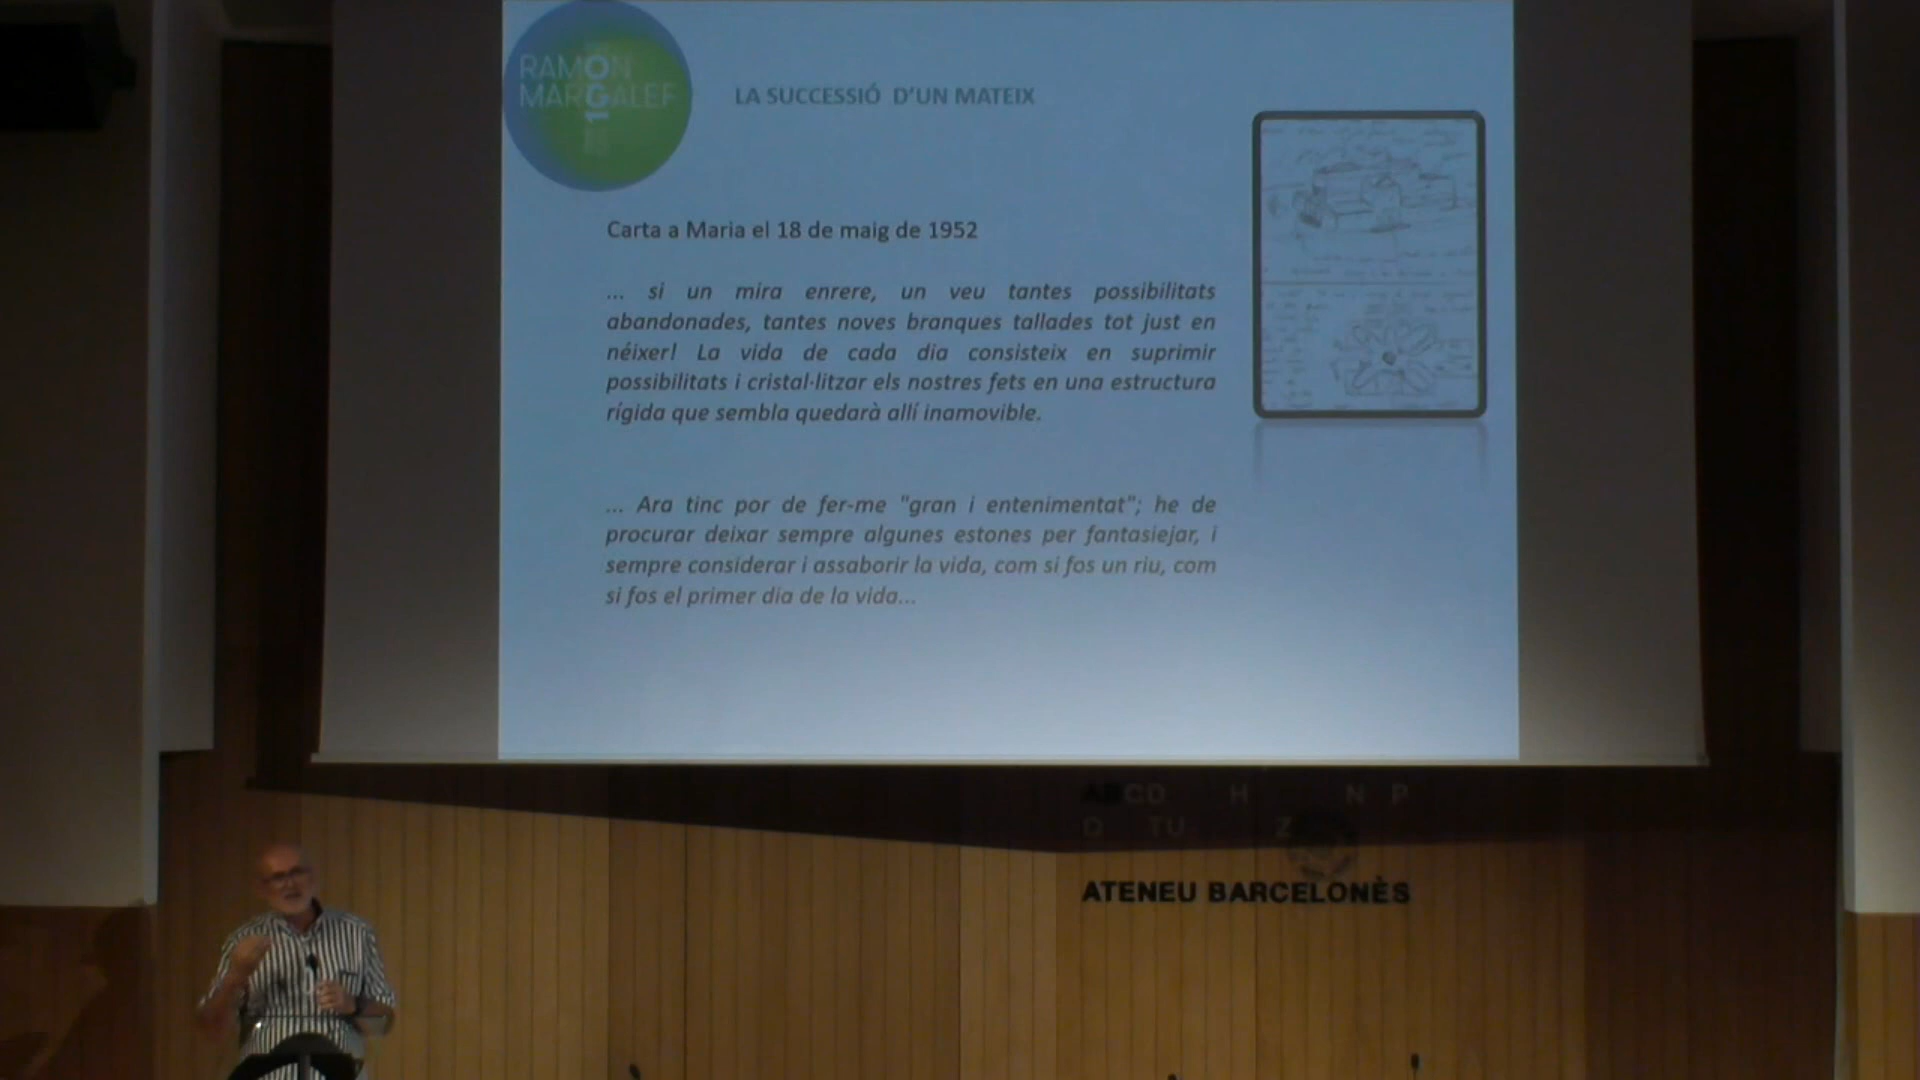 RAMON
MARGALEF
LA SUCCESSIÓ D'UN MATEIX
Carta a Maria el 18 de maig de 1952
... si un mira enrere, un veu tantes possibilitats
abandonades, tantes noves branques tallades tot just en
néixer! La vida de cada dia consisteix en suprimir
possibilitats i cristal·litzar els nostres fets en una estructura
rígida que sembla quedarà allí inamovible.
... Ara tinc por de fer-me "gran i entenimentat"; he de
procurar deixar sempre algunes estones per fantasiejar, i
sempre considerar i assaborir la vida, com si fos un riu, com
si fos el primer dia de la vida...
ABCD H N P
Q TU Z
ATENEU BARCELONÈS